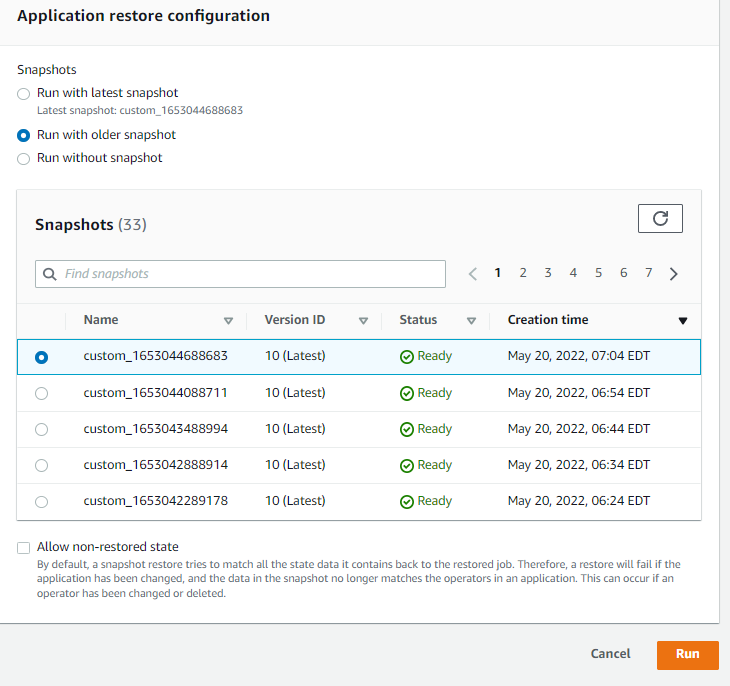 Application restore configuration
Snapshots
Run with latest snapshot
Latest snapshot: custom_1653044688683
Run with older snapshot
Run without snapshot
Snapshots (33)
Find snapshots
1 2 3 4 5 6 7
Name Version ID Status Creation time
custom_1653044688683 10 (Latest) Ready May 20, 2022, 07:04 EDT
custom_1653044088711 10 (Latest) Ready May 20, 2022, 06:54 EDT
custom_1653043488994 10 (Latest) Ready May 20, 2022, 06:44 EDT
custom_1653042888914 10 (Latest) Ready May 20, 2022, 06:34 EDT
custom_1653042289178 10 (Latest) Ready May 20, 2022, 06:24 EDT
Allow non-restored state
By default, a snapshot restore tries to match all the state data it contains back to the restored job. Therefore, a restore will fail if the
application has been changed, and the data in the snapshot no longer matches the operators in an application. This can occur if an
operator has been changed or deleted.
Cancel Run